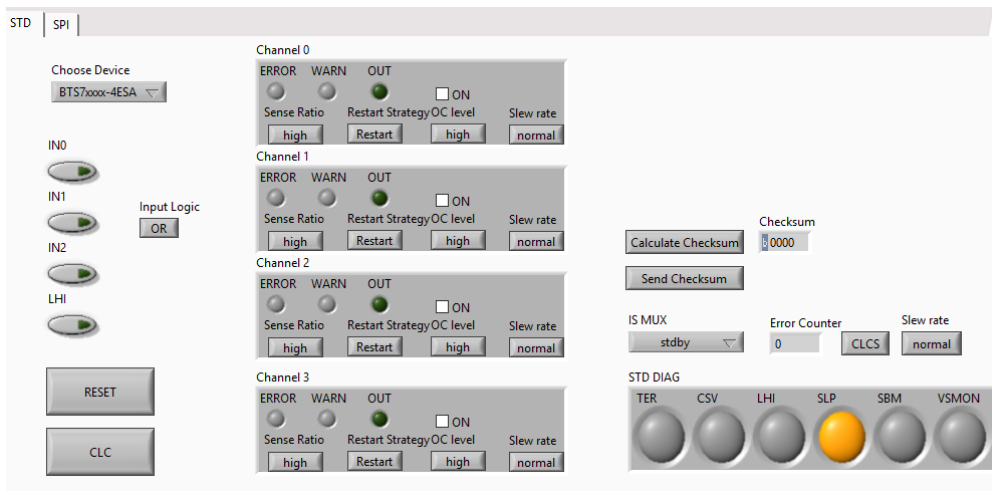 STD SPI
Choose Device
BTS7xxxx-4ESA
IN0
IN1
Input Logic
OR
IN2
LHI
RESET
CLC
Channel 0
ERROR WARN OUT
ON
Sense Ratio Restart Strategy OC level Slew rate
high Restart high normal
Channel 1
ERROR WARN OUT
ON
Sense Ratio Restart Strategy OC level Slew rate
high Restart high normal
Channel 2
ERROR WARN OUT
ON
Sense Ratio Restart Strategy OC level Slew rate
high Restart high normal
Channel 3
ERROR WARN OUT
ON
Sense Ratio Restart Strategy OC level Slew rate
high Restart high normal
Checksum
Calculate Checksum b 0000
Send Checksum
IS MUX Error Counter Slew rate
stdby 0 CLCS normal
STD DIAG
TER CSV LHI SLP SBM VSMON